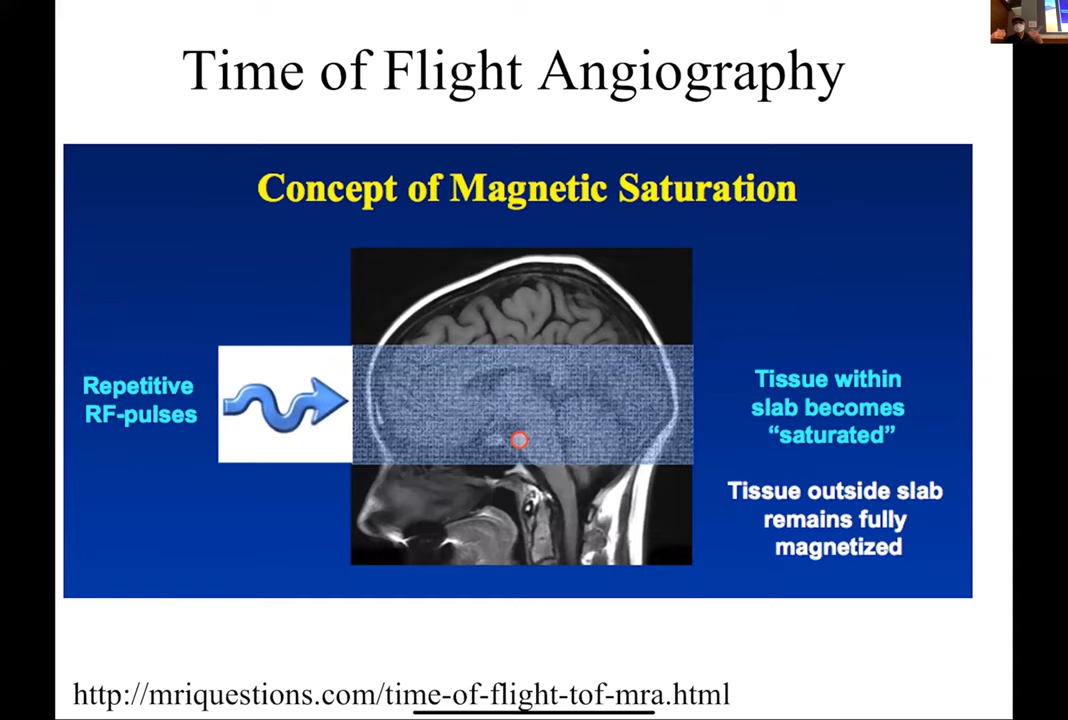 Time of Flight Angiography
Concept of Magnetic Saturation
Repetitive
RF-pulses
Tissue within
slab becomes
“saturated”
Tissue outside slab
remains fully
magnetized
http://mriquestions.com/time-of-flight-tof-mra.html